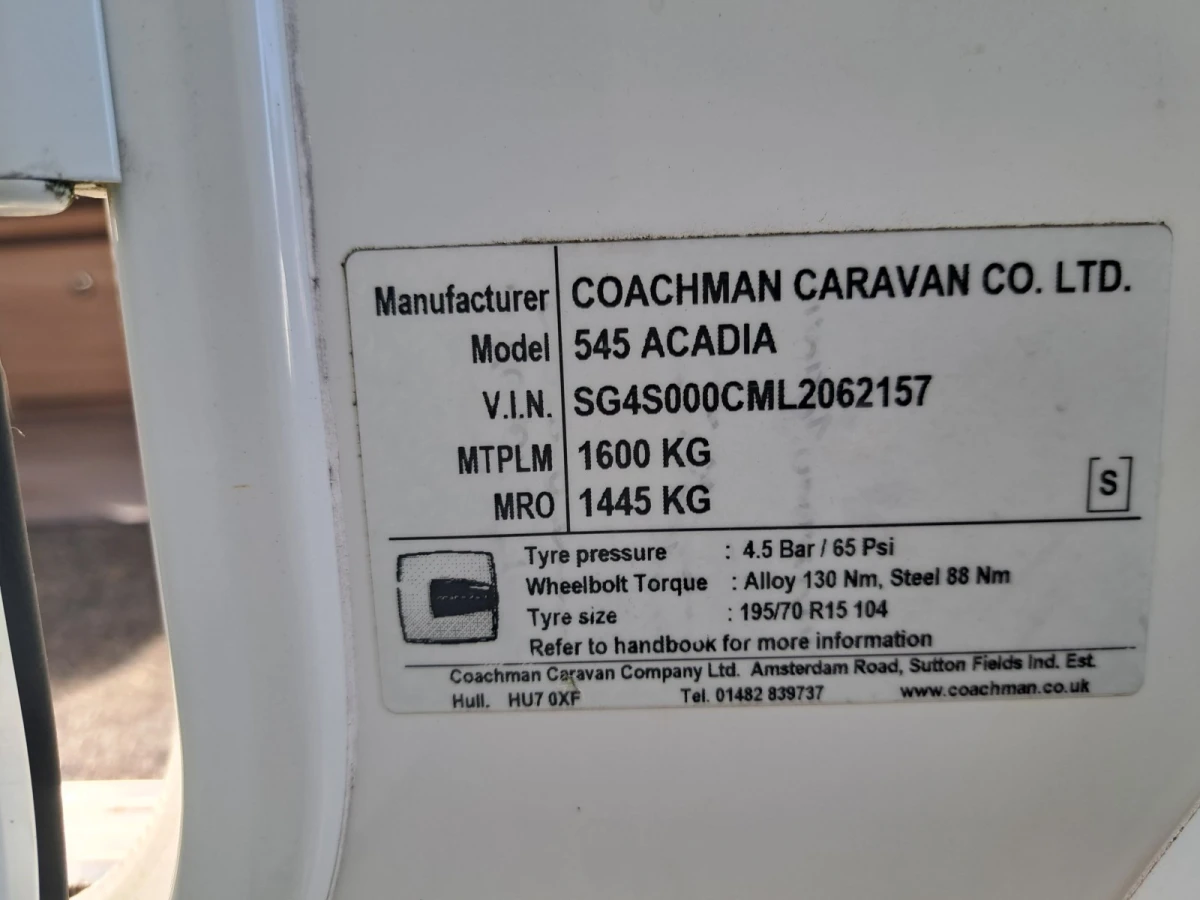 Manufacturer COACHMAN CARAVAN CO. LTD.
Model 545 ACADIA
V.I.N. SG4S000CML2062157
MTPLM 1600 KG
MRO 1445 KG
[S]
Tyre pressure : 4.5 Bar / 65 Psi
Wheelbolt Torque : Alloy 130 Nm, Steel 88 Nm
Tyre size : 195/70 R15 104
Refer to handbook for more information
Coachman Caravan Company Ltd. Amsterdam Road, Sutton Fields Ind. Est.
Hull. HU7 0XF Tel. 01482 839737 www.coachman.co.uk